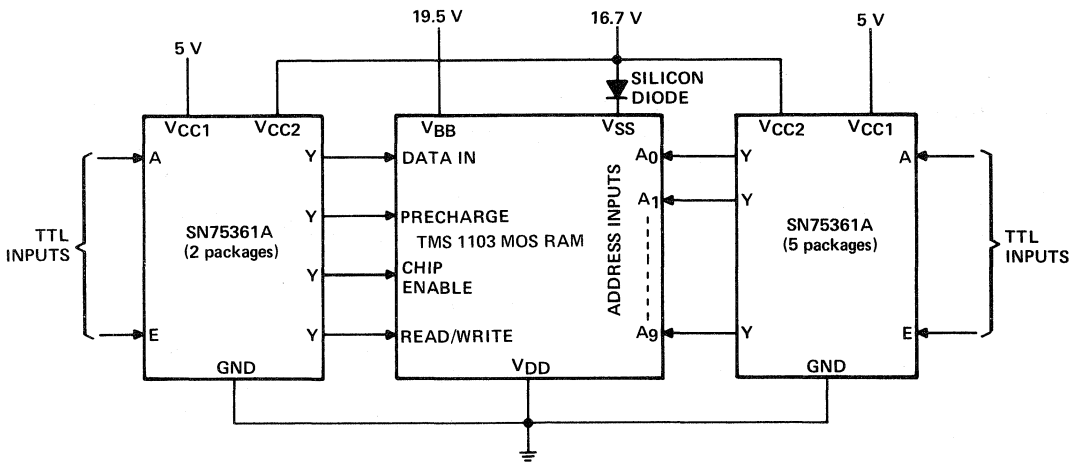 19.5 V
16.7 V
5 V
5 V
SILICON
DIODE
VCC1
VCC2
VBB
VSS
VCC2
VCC1
A
Y
DATA IN
A0
Y
A
Y
PRECHARGE
A1
Y
ADDRESS INPUTS
SN75361A
(2 packages)
TMS 1103 MOS RAM
SN75361A
(5 packages)
TTL
INPUTS
TTL
INPUTS
Y
CHIP
ENABLE
E
Y
READ/WRITE
A9
Y
E
GND
VDD
GND